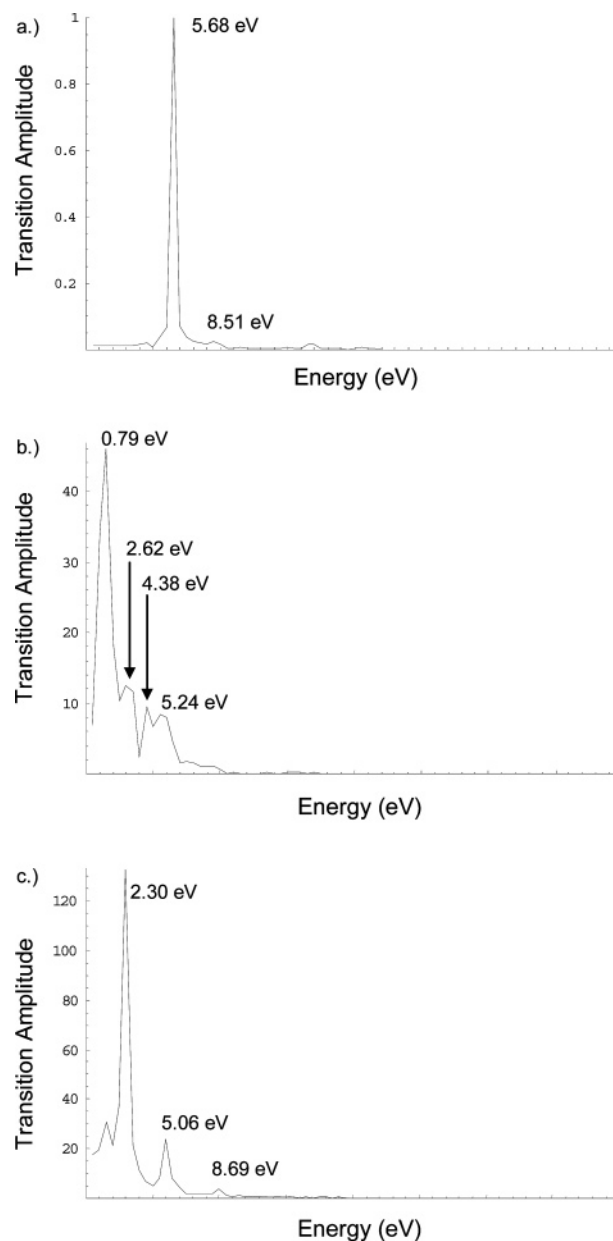 a.)
5.68 eV
1
0.8
0.6
0.4
0.2
8.51 eV
Transition Amplitude
Energy (eV)
b.)
0.79 eV
40
2.62 eV
30
4.38 eV
20
10
5.24 eV
Transition Amplitude
Energy (eV)
c.)
2.30 eV
120
100
80
60
40
20
5.06 eV
8.69 eV
Transition Amplitude
Energy (eV)